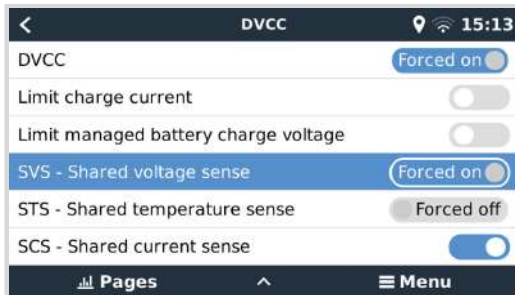 DVCC 15:13
DVCC Forced on
Limit charge current
Limit managed battery charge voltage
SVS - Shared voltage sense Forced on
STS - Shared temperature sense Forced off
SCS - Shared current sense
Pages Menu